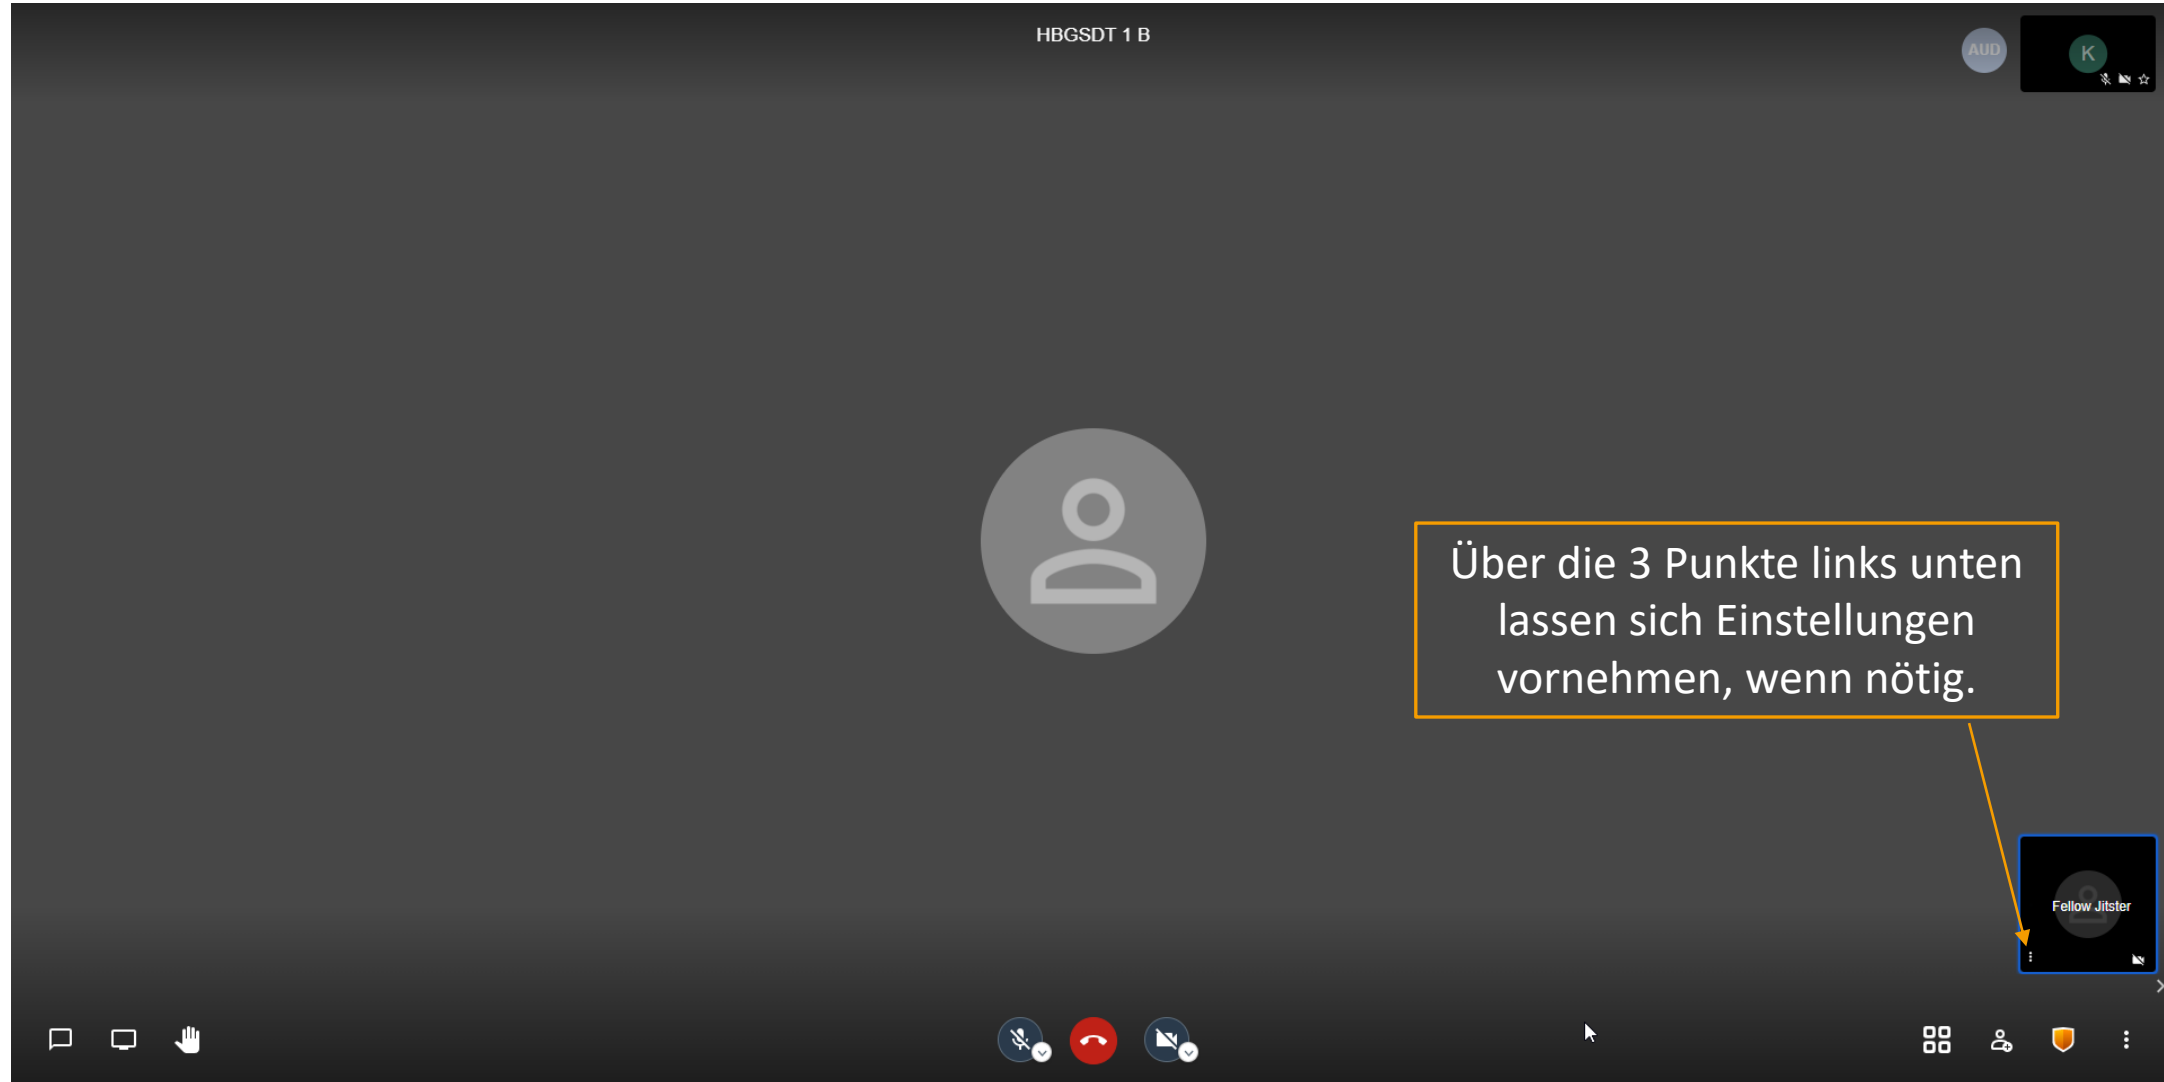 HBGSDT 1 B
AUD
K
Über die 3 Punkte links unten
lassen sich Einstellungen
vornehmen, wenn nötig.
Fellow Jitster